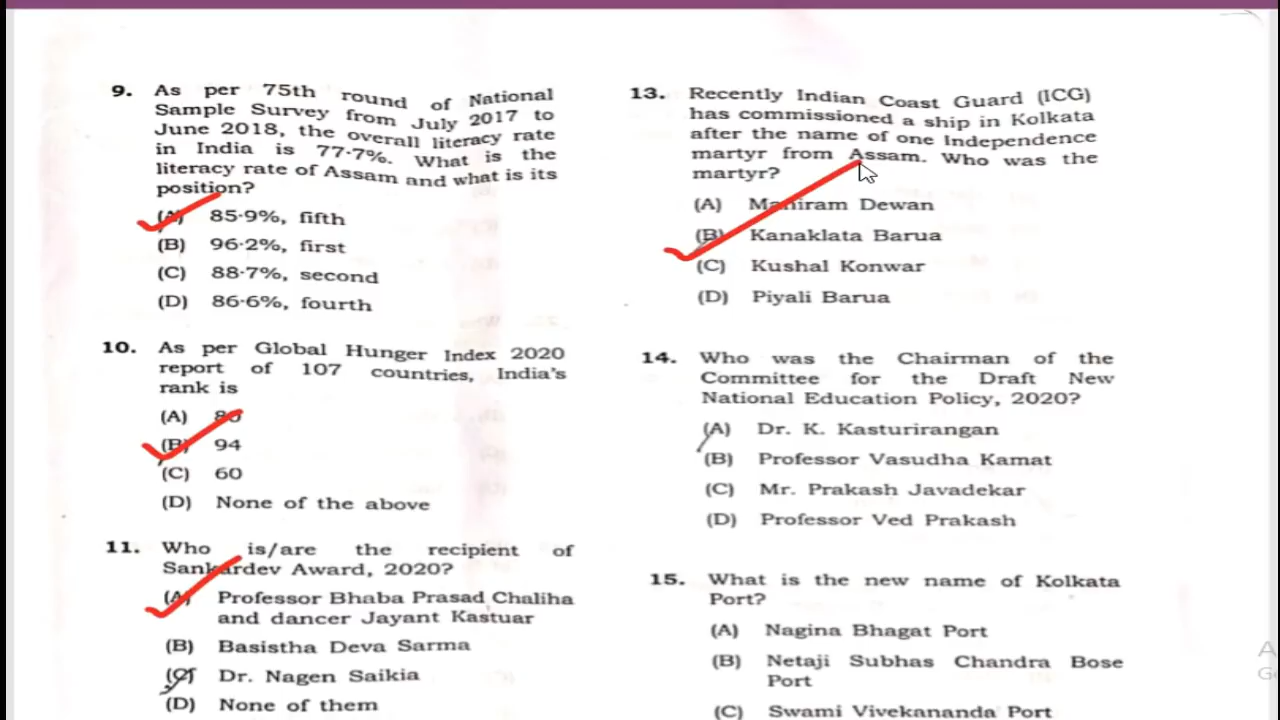 9. As per 75th round of National
Sample Survey from July 2017 to
June 2018, the overall literacy rate
in India is 77·7%. What is the
literacy rate of Assam and what is its
position?
(A) 85·9%, fifth
(B) 96·2%, first
(C) 88·7%, second
(D) 86·6%, fourth
10. As per Global Hunger Index 2020
report of 107 countries, India's
rank is
(A)
(B) 94
(C) 60
(D) None of the above
11. Who is/are the recipient of
Sankardev Award, 2020?
(A) Professor Bhaba Prasad Chaliha
and dancer Jayant Kastuar
(B) Basistha Deva Sarma
(C) Dr. Nagen Saikia
(D) None of them
13. Recently Indian Coast Guard (ICG)
has commissioned a ship in Kolkata
after the name of one Independence
martyr from Assam. Who was the
martyr?
(A) Maniram Dewan
(B) Kanaklata Barua
(C) Kushal Konwar
(D) Piyali Barua
14. Who was the Chairman of the
Committee for the Draft New
National Education Policy, 2020?
(A) Dr. K. Kasturirangan
(B) Professor Vasudha Kamat
(C) Mr. Prakash Javadekar
(D) Professor Ved Prakash
15. What is the new name of Kolkata
Port?
(A) Nagina Bhagat Port
(B) Netaji Subhas Chandra Bose
Port
(C) Swami Vivekananda Port